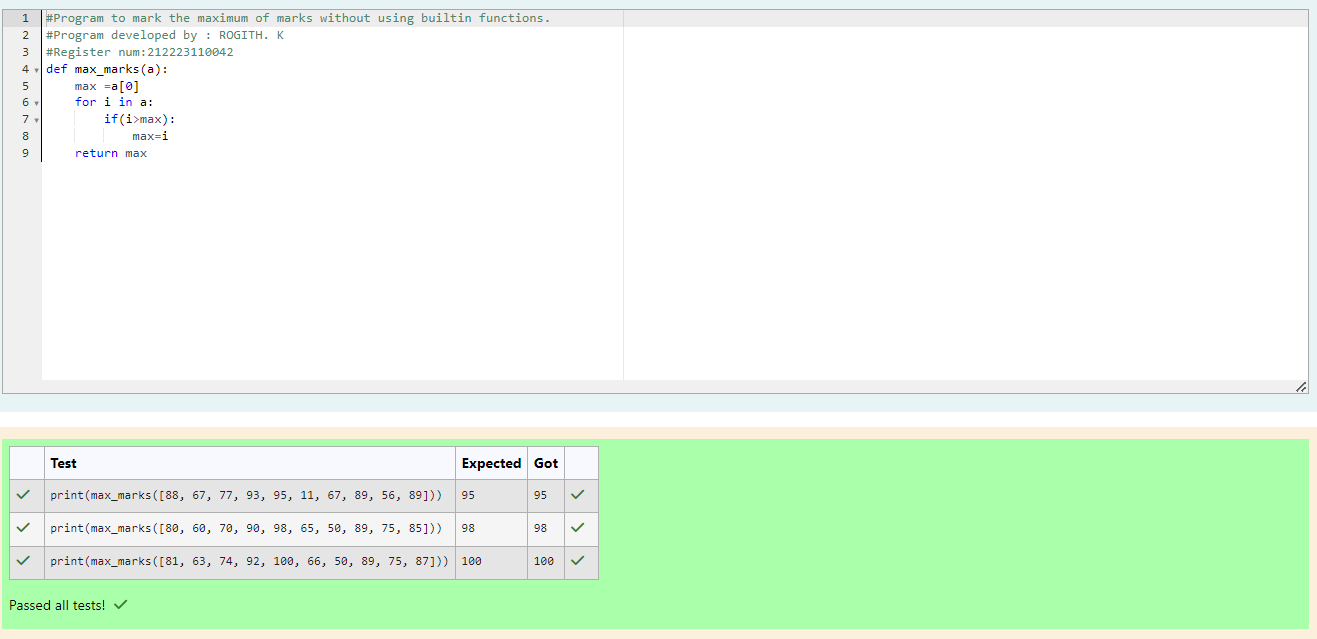 1 #Program to mark the maximum of marks without using builtin functions.
2 #Program developed by : ROGITH. K
3 #Register num:212223110042
4 def max_marks(a):
5     max =a[0]
6     for i in a:
7         if(i>max):
8             max=i
9     return max
Test Expected Got
print(max_marks([88, 67, 77, 93, 95, 11, 67, 89, 56, 89])) 95 95
print(max_marks([80, 60, 70, 90, 98, 65, 50, 89, 75, 85])) 98 98
print(max_marks([81, 63, 74, 92, 100, 66, 50, 89, 75, 87])) 100 100
Passed all tests!